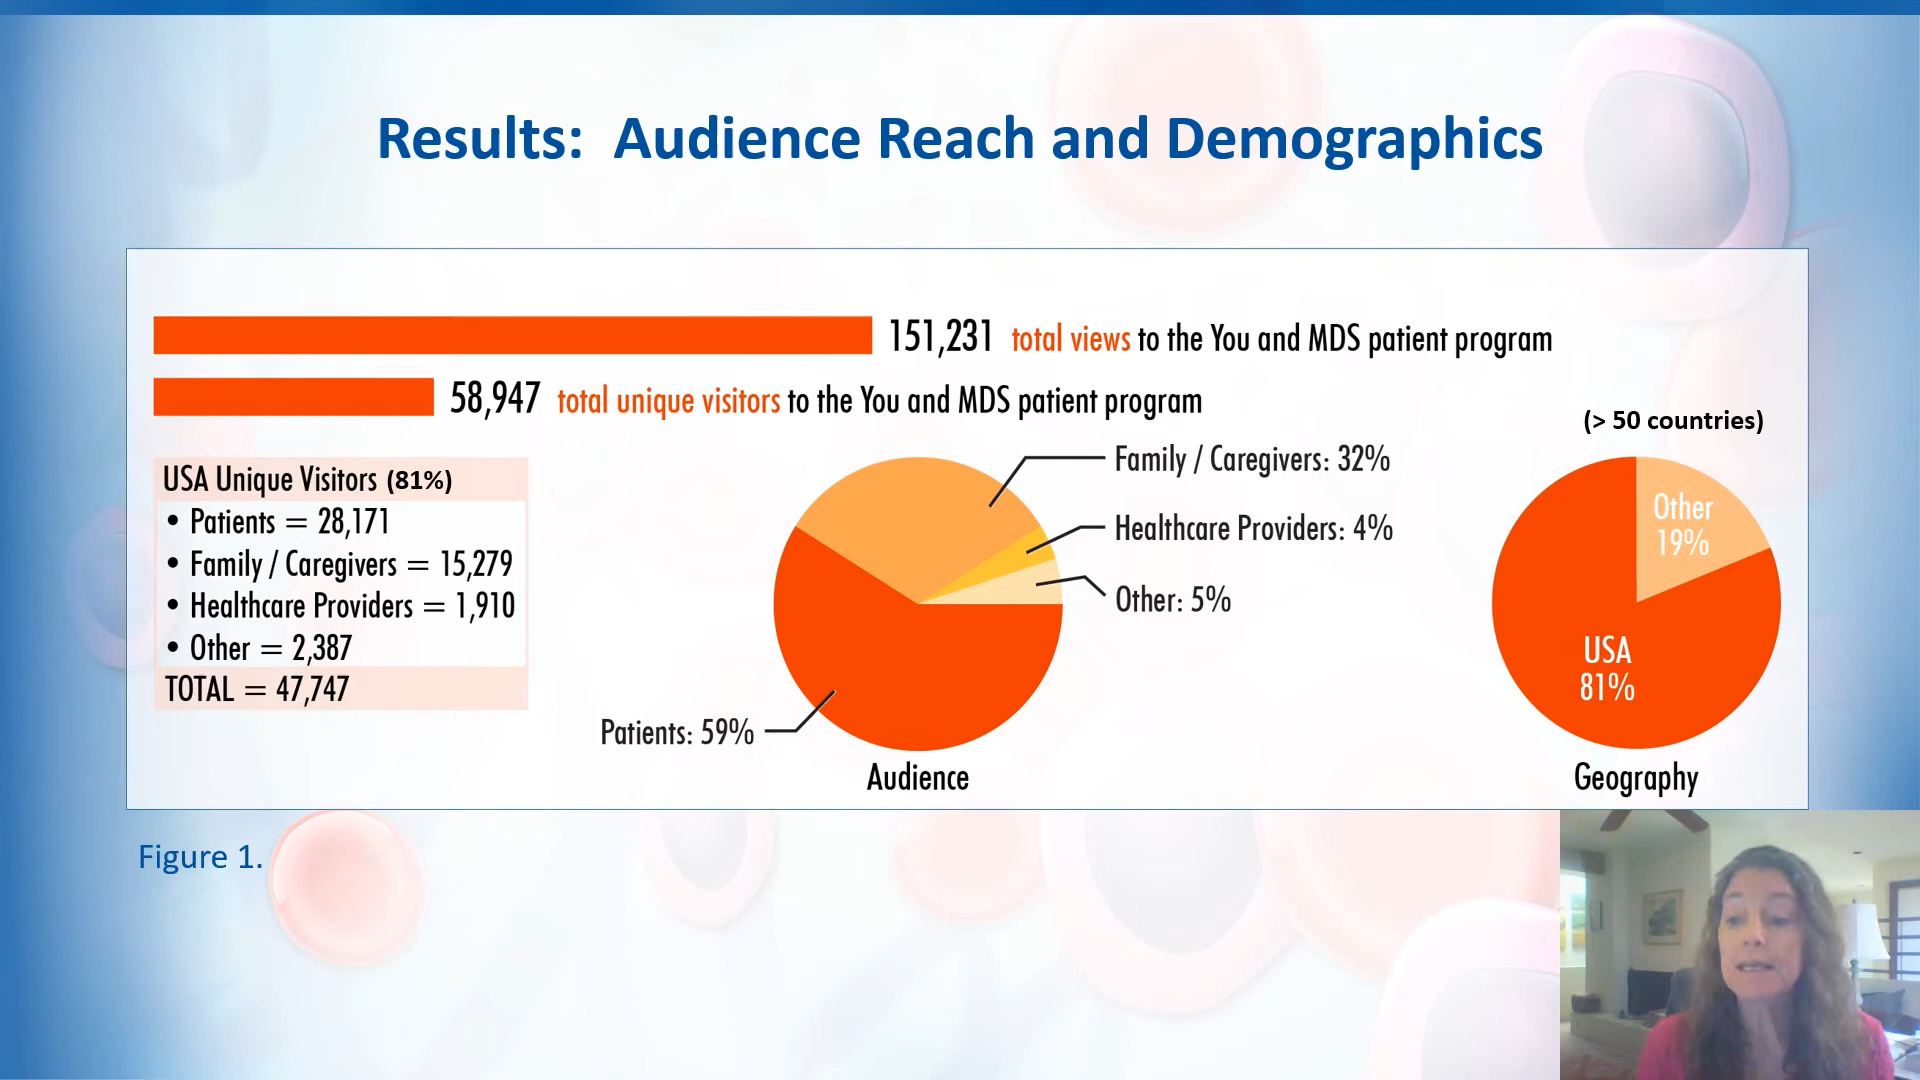 Results:  Audience Reach and Demographics
151,231 total views to the You and MDS patient program
58,947 total unique visitors to the You and MDS patient program
(> 50 countries)
USA Unique Visitors (81%)
• Patients = 28,171
• Family / Caregivers = 15,279
• Healthcare Providers = 1,910
• Other = 2,387
TOTAL = 47,747
Family / Caregivers: 32%
Healthcare Providers: 4%
Other: 5%
Patients: 59%
Audience
Other
19%
USA
81%
Geography
Figure 1.